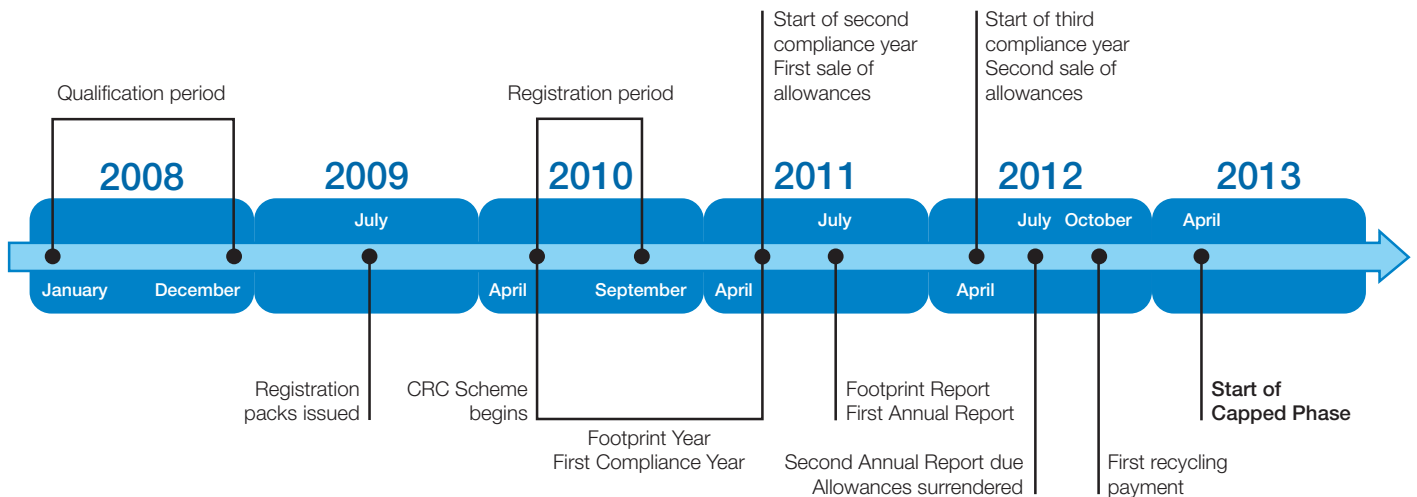 Start of second
compliance year
First sale of
allowances
Start of third
compliance year
Second sale of
allowances
Qualification period
Registration period
2008
2009
2010
2011
2012
2013
July
July
July
October
April
January
December
April
September
April
April
Registration
packs issued
CRC Scheme
begins
Footprint Report
First Annual Report
Start of
Capped Phase
Footprint Year
First Compliance Year
Second Annual Report due
Allowances surrendered
First recycling
payment